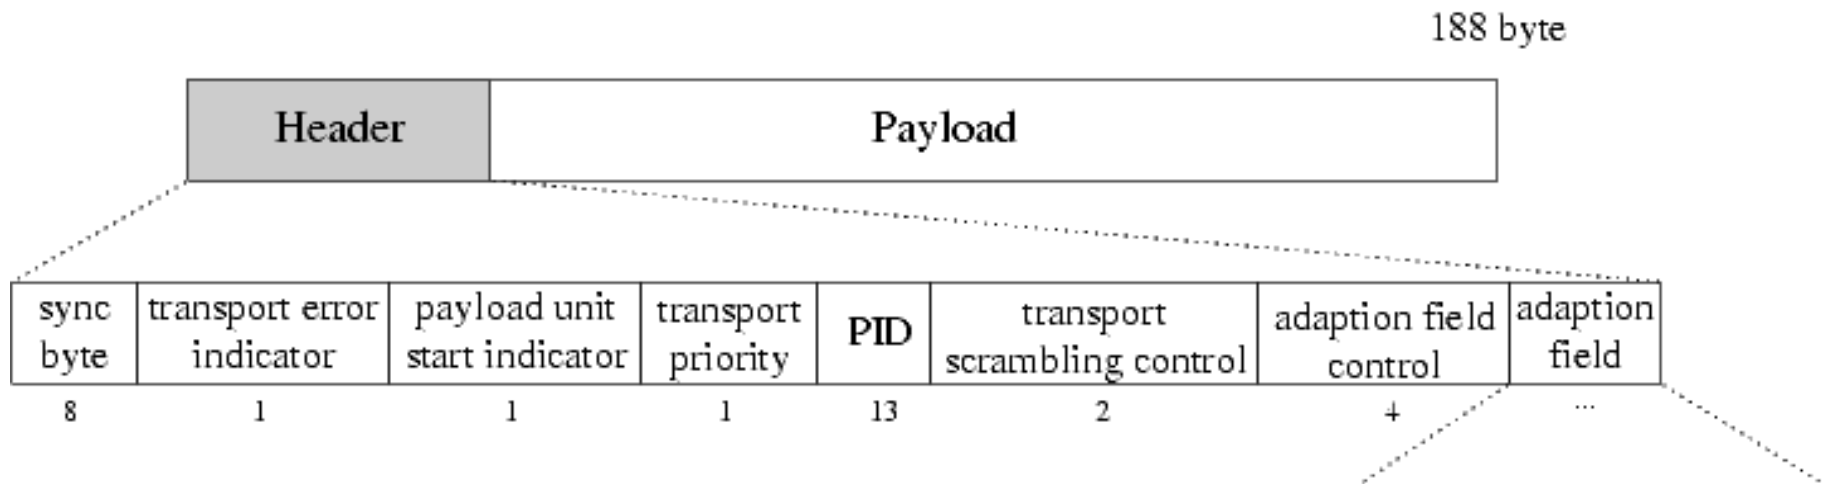 188 byte
Header
Payload
sync
byte
transport error
indicator
payload unit
start indicator
transport
priority
PID
transport
scrambling control
adaption field
control
adaption
field
8
1
1
1
13
2
4
...